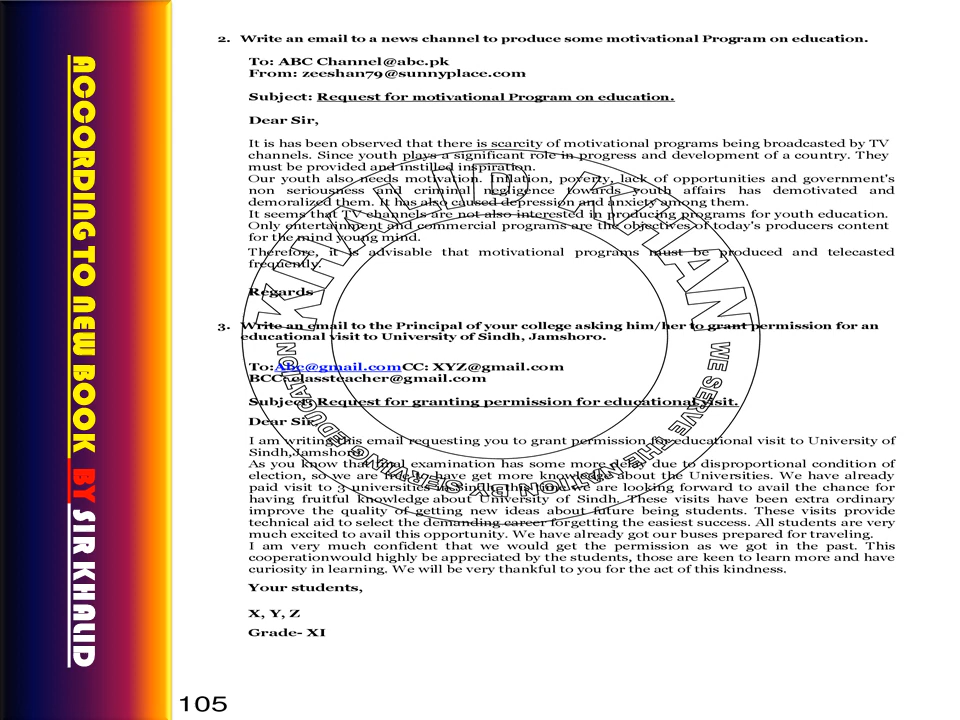 ACCORDING TO NEW BOOK BY SIR KHALID
2. Write an email to a news channel to produce some motivational Program on education.
To: ABC Channel@abc.pk
From: zeeshan79@sunnyplace.com
Subject: Request for motivational Program on education.
Dear Sir,
It is has been observed that there is scarcity of motivational programs being broadcasted by TV
channels. Since youth plays a significant role in progress and development of a country. They
must be provided and instilled inspiration.
Our youth also needs motivation. Inflation, poverty, lack of opportunities and government's
non seriousness and criminal negligence towards youth affairs has demotivated and
demoralized them. It has also caused depression and anxiety among them.
It seems that TV channels are not also interested in producing programs for youth education.
Only entertainment and commercial programs are the objectives of today's producers content
for the mind young mind.
Therefore, it is advisable that motivational programs must be produced and telecasted
frequently.
Regards
3. Write an email to the Principal of your college asking him/her to grant permission for an
educational visit to University of Sindh, Jamshoro.
To:Abc@gmail.comCC: XYZ@gmail.com
BCC: classteacher@gmail.com
Subject: Request for granting permission for educational visit.
Dear Sir.
I am writing this email requesting you to grant permission for educational visit to University of
Sindh,Jamshoro.
As you know that final examination has some more delay due to disproportional condition of
election, so we are free to have get more knowledge about the Universities. We have already
paid visit to 3 universities in Sindh. This time we are looking forward to avail the chance for
having fruitful knowledge about University of Sindh. These visits have been extra ordinary
improve the quality of getting new ideas about future being students. These visits provide
technical aid to select the demanding career forgetting the easiest success. All students are very
much excited to avail this opportunity. We have already got our buses prepared for traveling.
I am very much confident that we would get the permission as we got in the past. This
cooperationwould highly be appreciated by the students, those are keen to learn more and have
curiosity in learning. We will be very thankful to you for the act of this kindness.
Your students,
X, Y, Z
Grade- XI
KHALID PATHAN
WE SERVE THE NATION BY SERVING EDUCATION
105